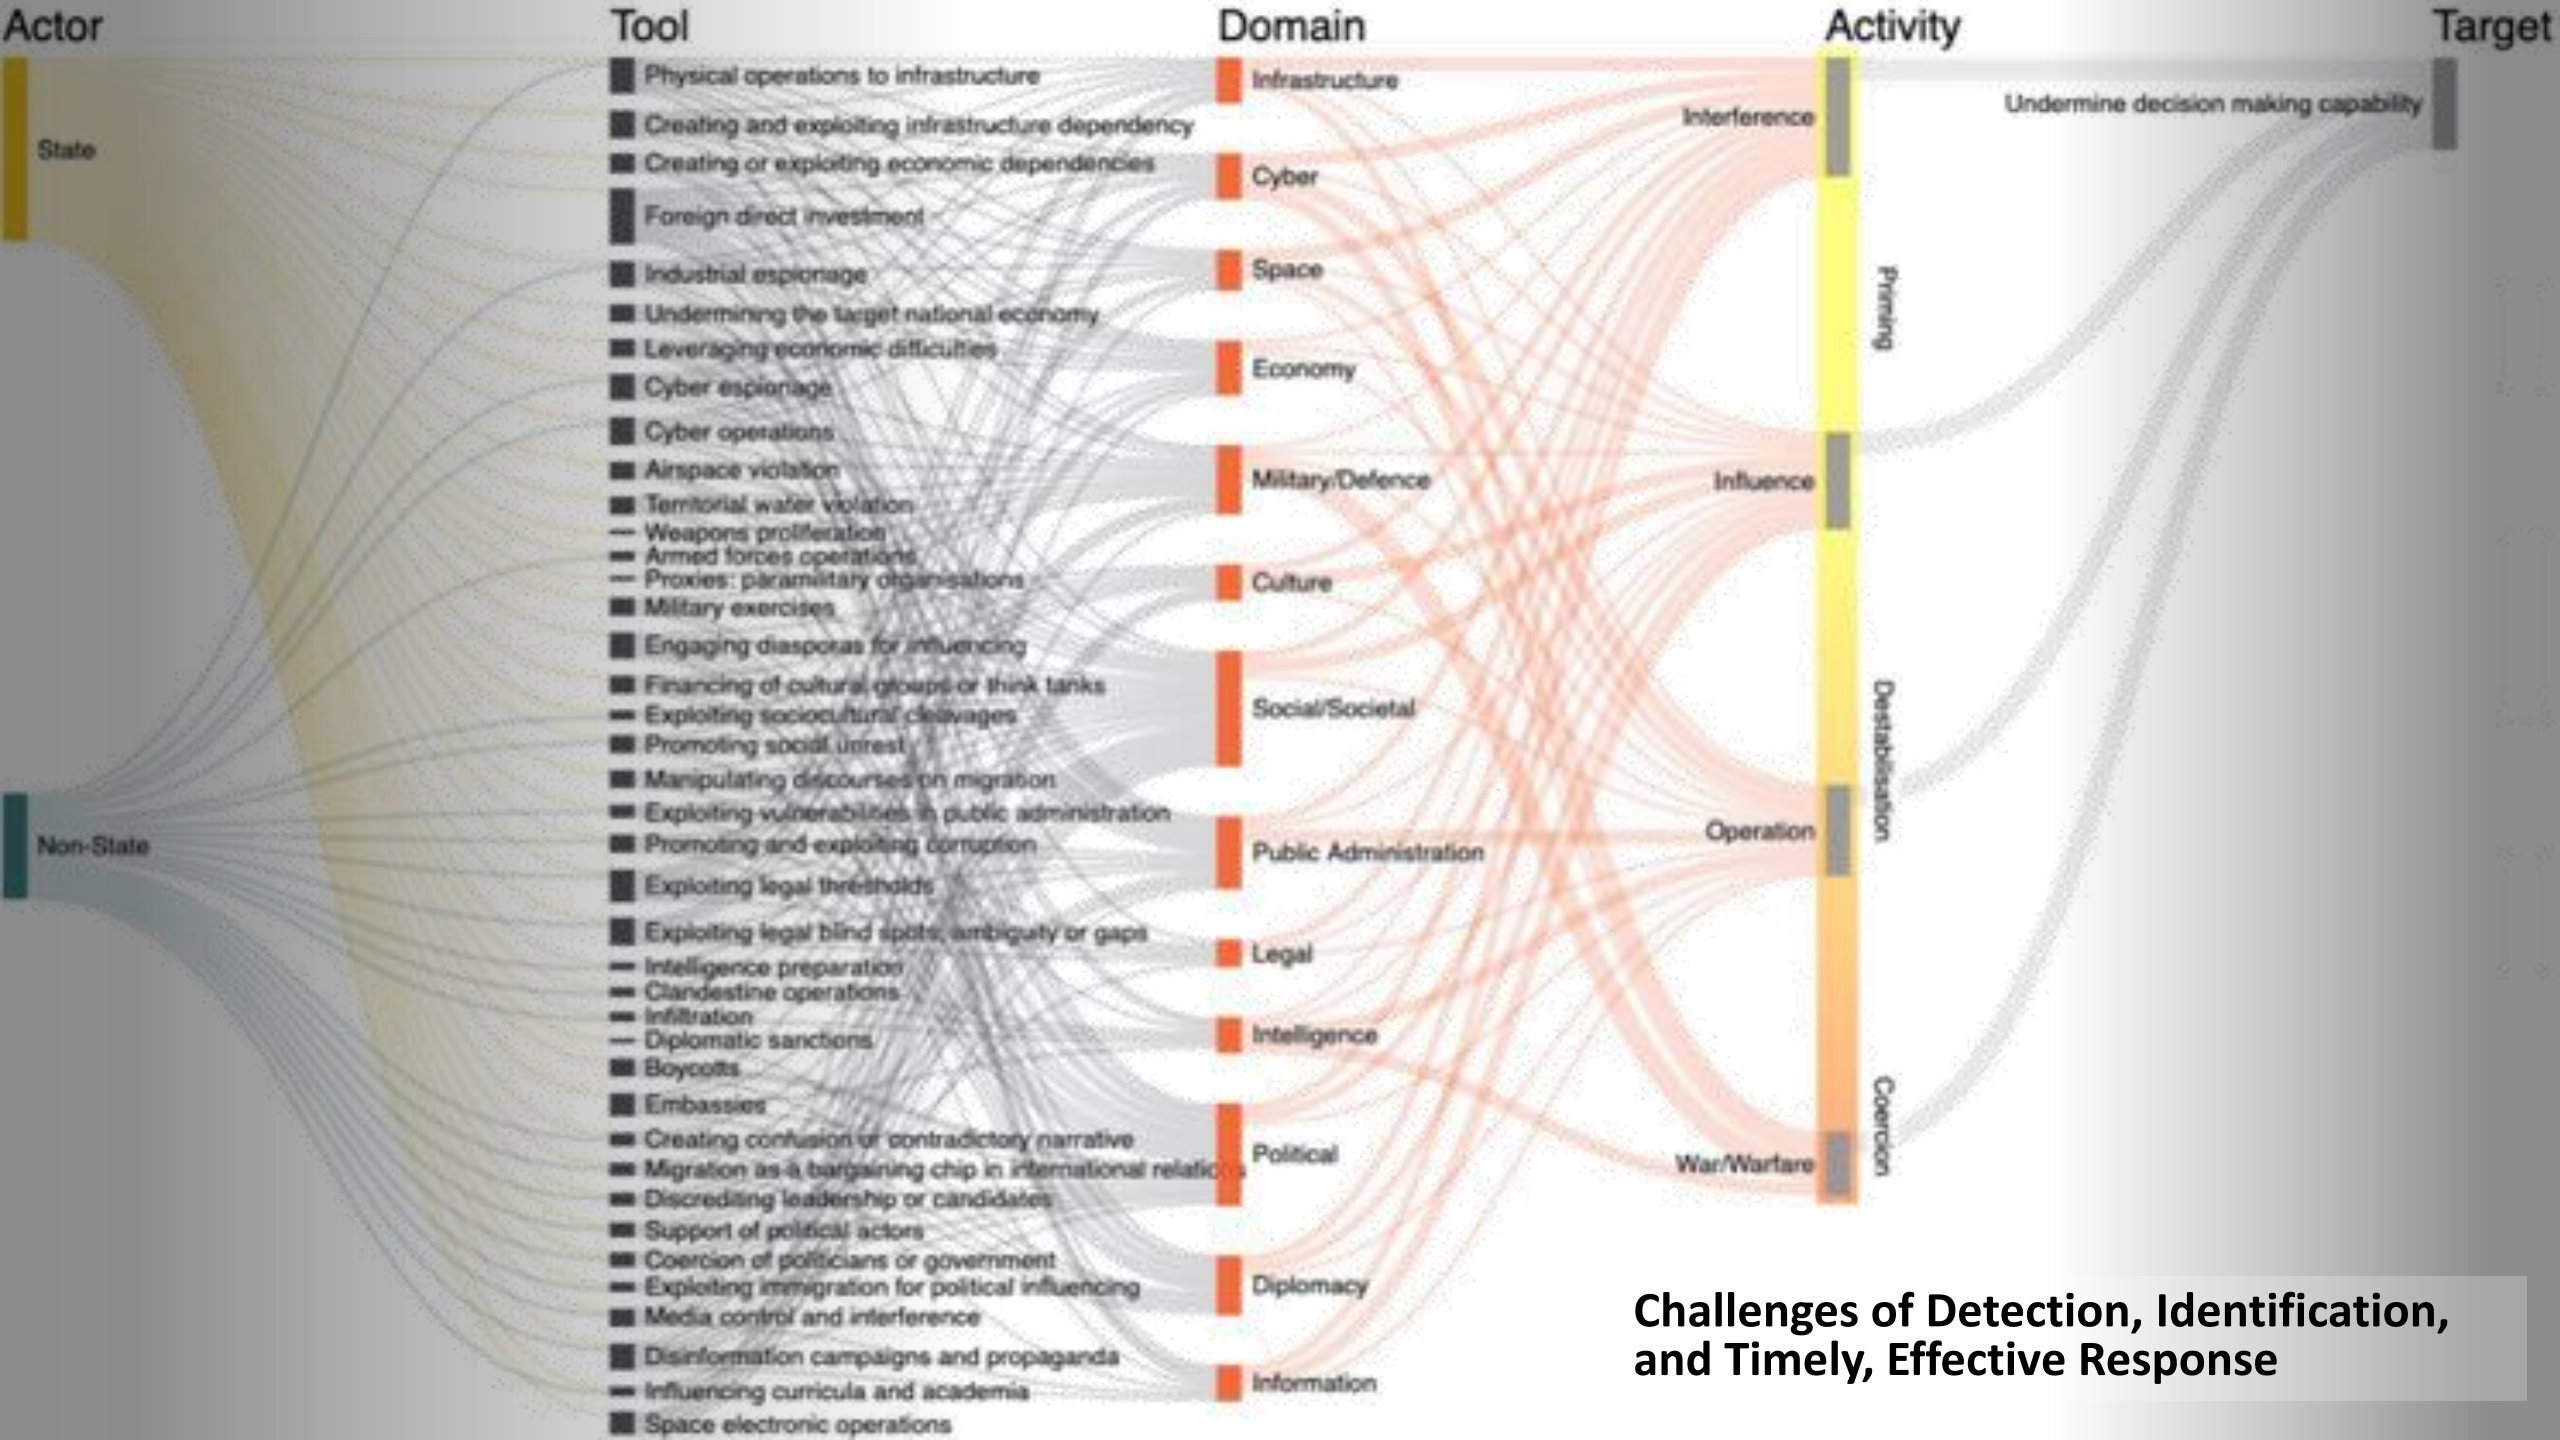 Actor
Tool
Domain
Activity
Target
State
Non-State
Physical operations to infrastructure
Creating and exploiting infrastructure dependency
Creating or exploiting economic dependencies
Foreign direct investment
Industrial espionage
Undermining the target national economy
Leveraging economic difficulties
Cyber espionage
Cyber operations
Airspace violation
Territorial water violation
Weapons proliferation
Armed forces operations
Proxies: paramilitary organisations
Military exercises
Engaging diasporas for influencing
Financing of cultural groups or think tanks
Exploiting sociocultural cleavages
Promoting social unrest
Manipulating discourses on migration
Exploiting vulnerabilities in public administration
Promoting and exploiting corruption
Exploiting legal thresholds
Exploiting legal blind spots, ambiguity or gaps
Intelligence preparation
Clandestine operations
Infiltration
Diplomatic sanctions
Boycotts
Embassies
Creating confusion or contradictory narrative
Migration as a bargaining chip in international relations
Discrediting leadership or candidates
Support of political actors
Coercion of politicians or government
Exploiting immigration for political influencing
Media control and interference
Disinformation campaigns and propaganda
Influencing curricula and academia
Space electronic operations
Infrastructure
Cyber
Space
Economy
Military/Defence
Culture
Social/Societal
Public Administration
Legal
Intelligence
Political
Diplomacy
Information
Interference
Influence
Operation
War/Warfare
Priming
Destabilisation
Coercion
Undermine decision making capability
Challenges of Detection, Identification,
and Timely, Effective Response